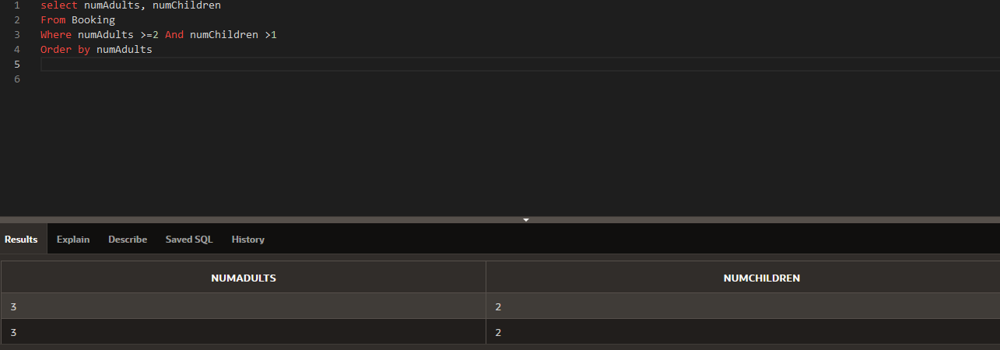 1 select numAdults, numChildren
2 From Booking
3 Where numAdults >=2 And numChildren >1
4 Order by numAdults
5
6
Results Explain Describe Saved SQL History
NUMADULTS NUMCHILDREN
3 2
3 2